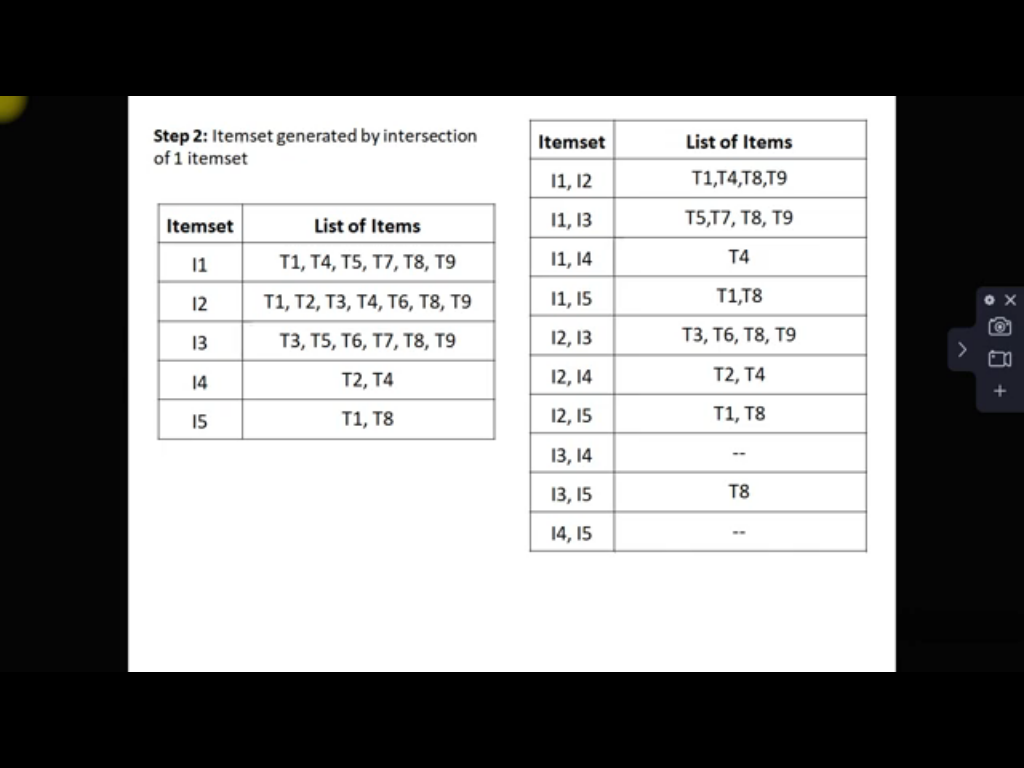 Step 2: Itemset generated by intersection
of 1 itemset
Itemset List of Items
I1 T1, T4, T5, T7, T8, T9
I2 T1, T2, T3, T4, T6, T8, T9
I3 T3, T5, T6, T7, T8, T9
I4 T2, T4
I5 T1, T8
Itemset List of Items
I1, I2 T1,T4,T8,T9
I1, I3 T5,T7, T8, T9
I1, I4 T4
I1, I5 T1,T8
I2, I3 T3, T6, T8, T9
I2, I4 T2, T4
I2, I5 T1, T8
I3, I4 --
I3, I5 T8
I4, I5 --